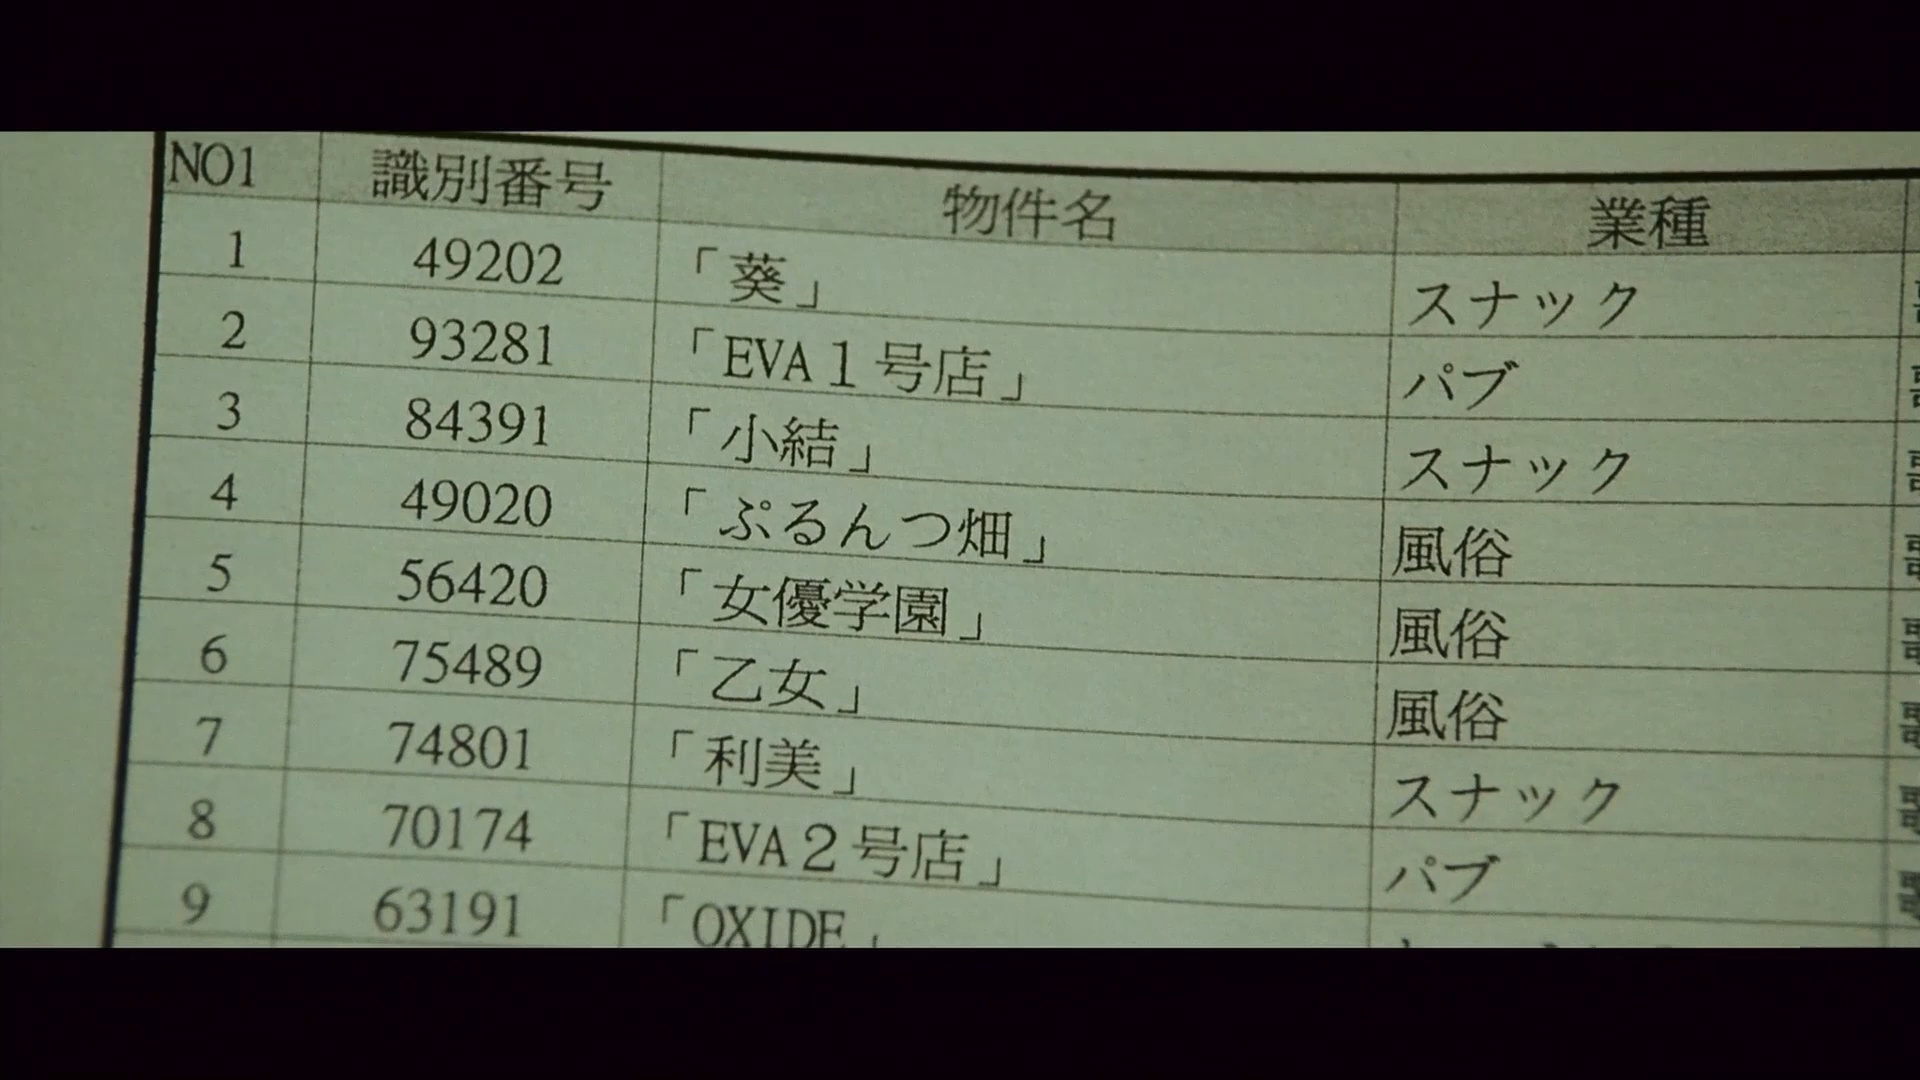 NO1 識別番号 物件名 業種
1 49202 「葵」 スナック
2 93281 「EVA１号店」 パブ
3 84391 「小結」 スナック
4 49020 「ぷるんつ畑」 風俗
5 56420 「女優学園」 風俗
6 75489 「乙女」 風俗
7 74801 「利美」 スナック
8 70174 「EVA２号店」 パブ
9 63191 「OXIDE」